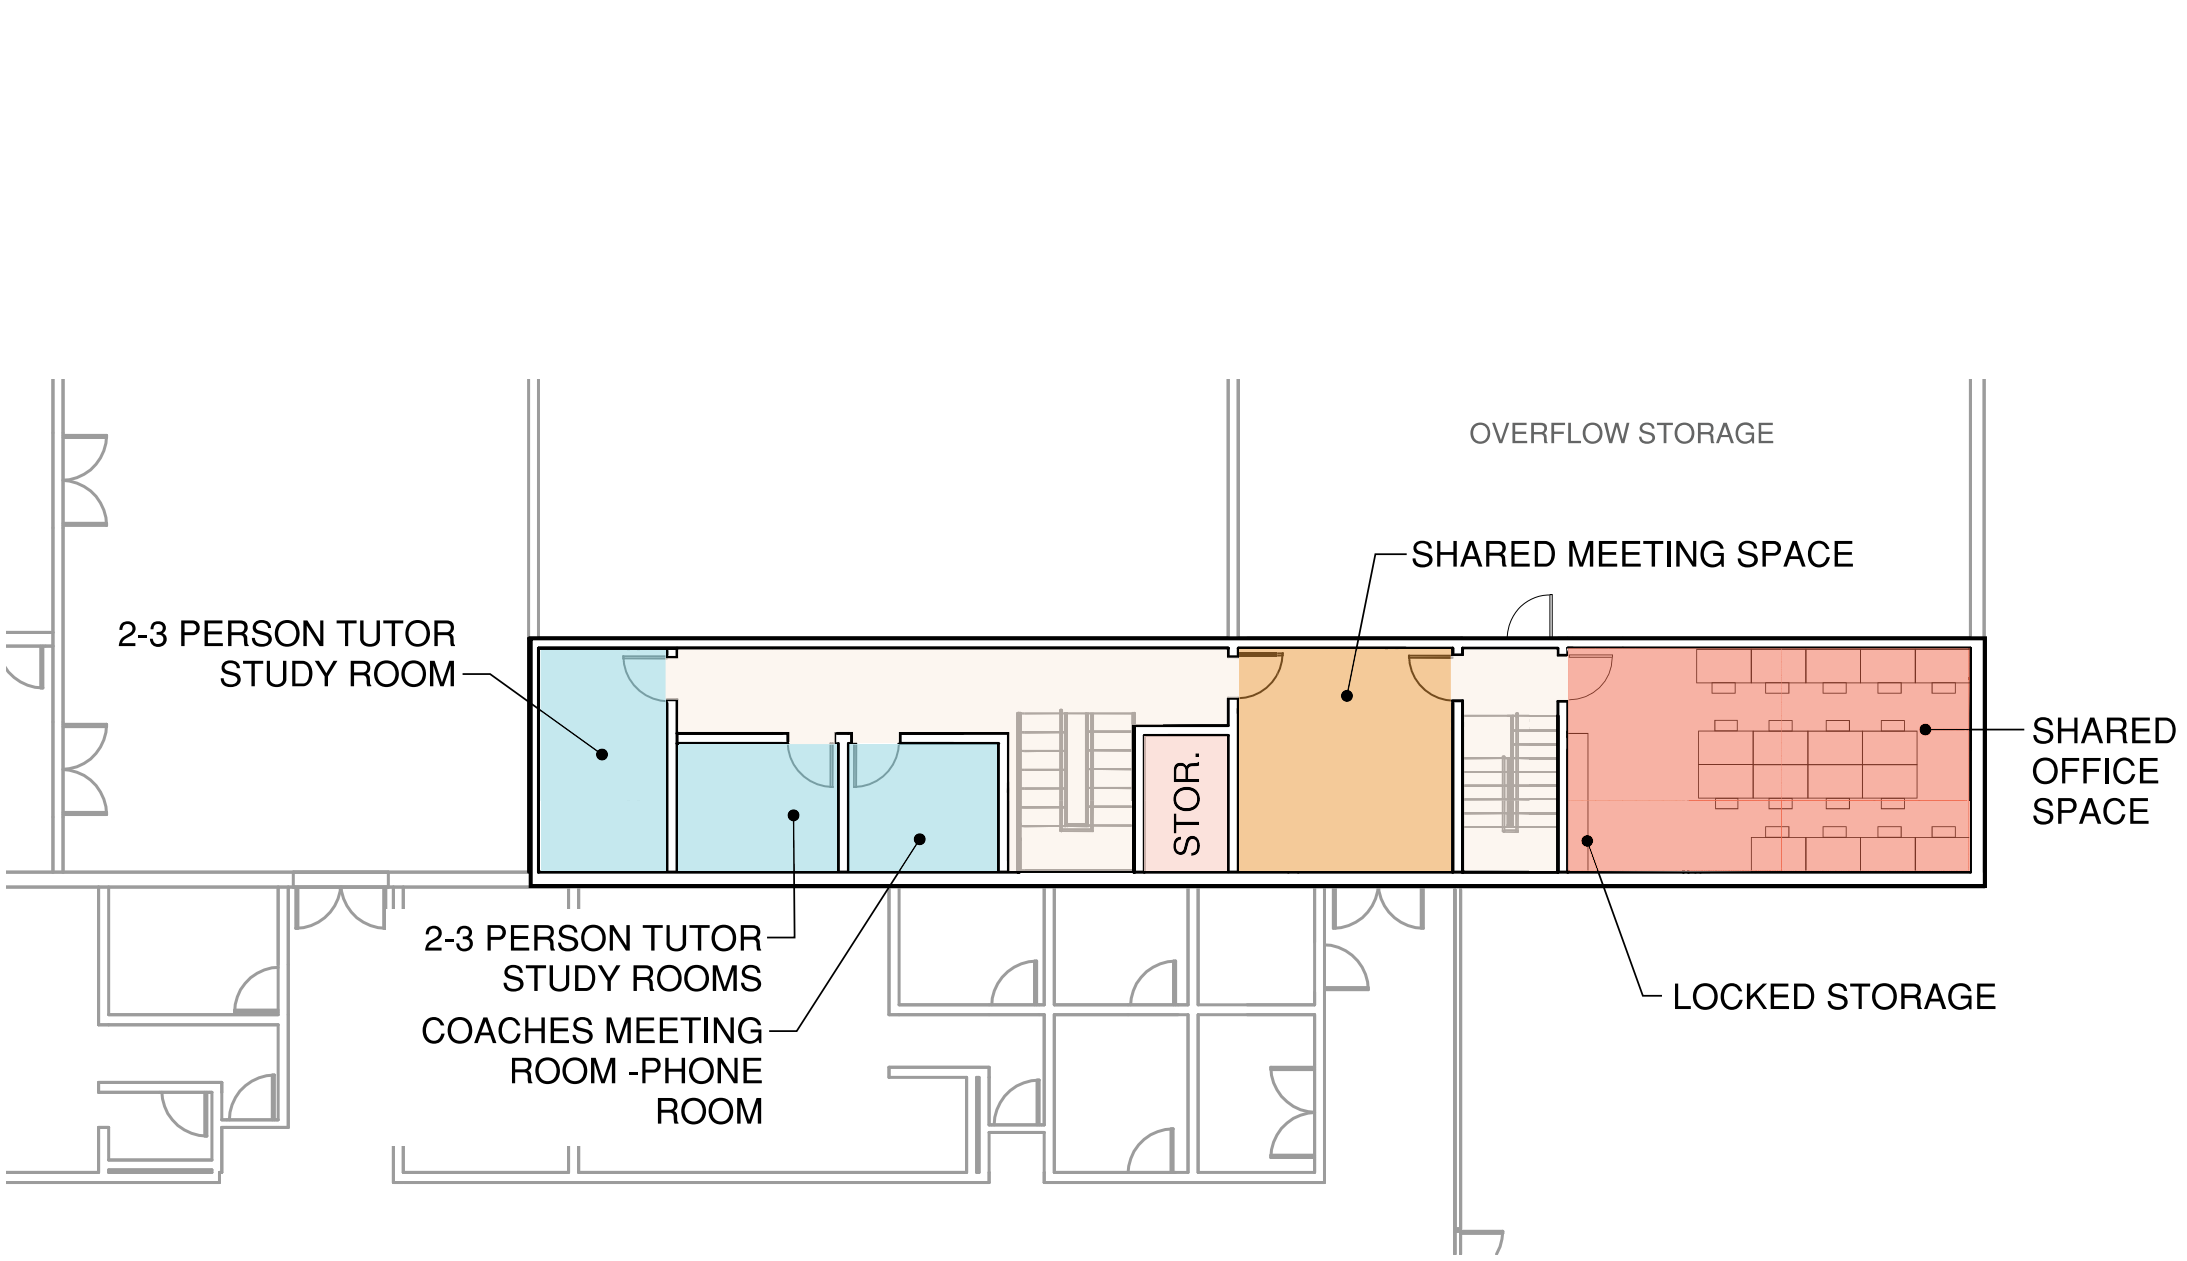 OVERFLOW STORAGE
SHARED MEETING SPACE
2-3 PERSON TUTOR
STUDY ROOM
SHARED
OFFICE
SPACE
STOR.
2-3 PERSON TUTOR
STUDY ROOMS
COACHES MEETING
ROOM -PHONE
ROOM
LOCKED STORAGE